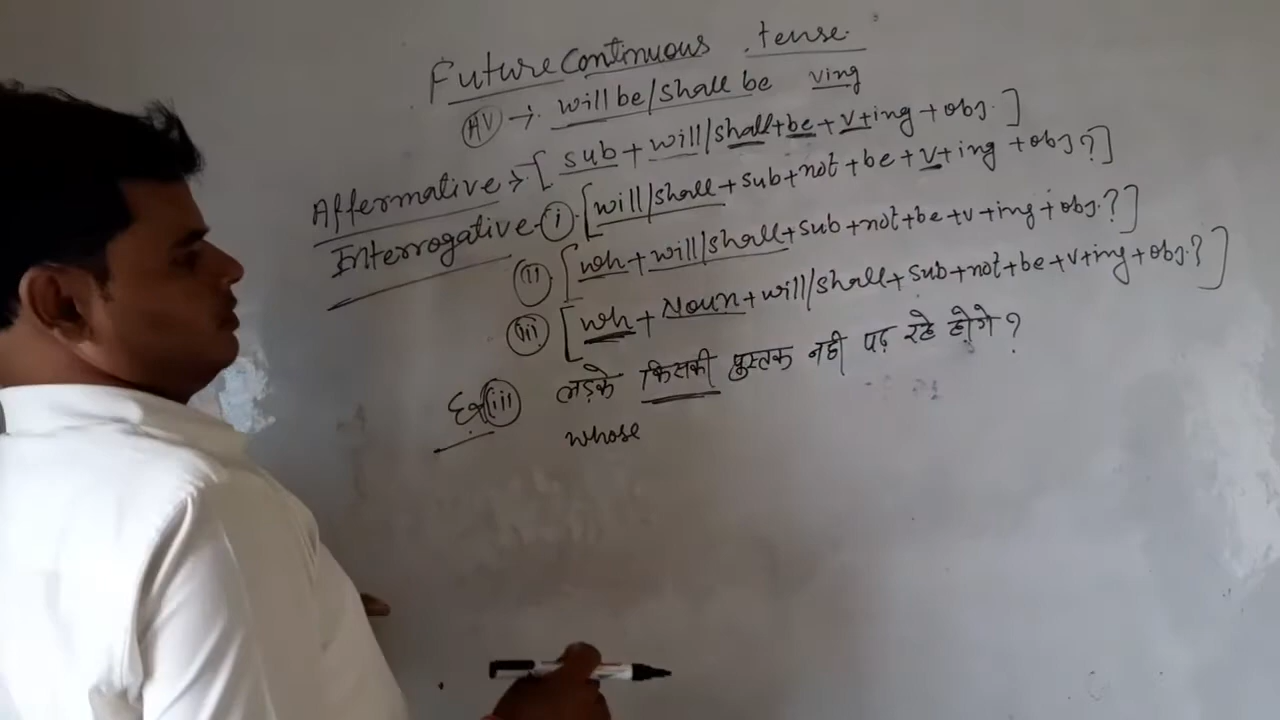 Future Continuous tense.
AV → will be/shall be ving
Affermative → [sub + will/shall+be+v+ing+obj.]
Interrogative - (i) [will/shall+sub+not+be+v+ing+obj?]
(ii) [wh+will/shall+sub+not+be+v+ing+obj.?]
(iii) [wh + Noun+will/shall+sub+not+be+v+ing+obj.?]
Ex (iii) लड़के किसकी पुस्तक नही पढ़ रहे होगे?
whose